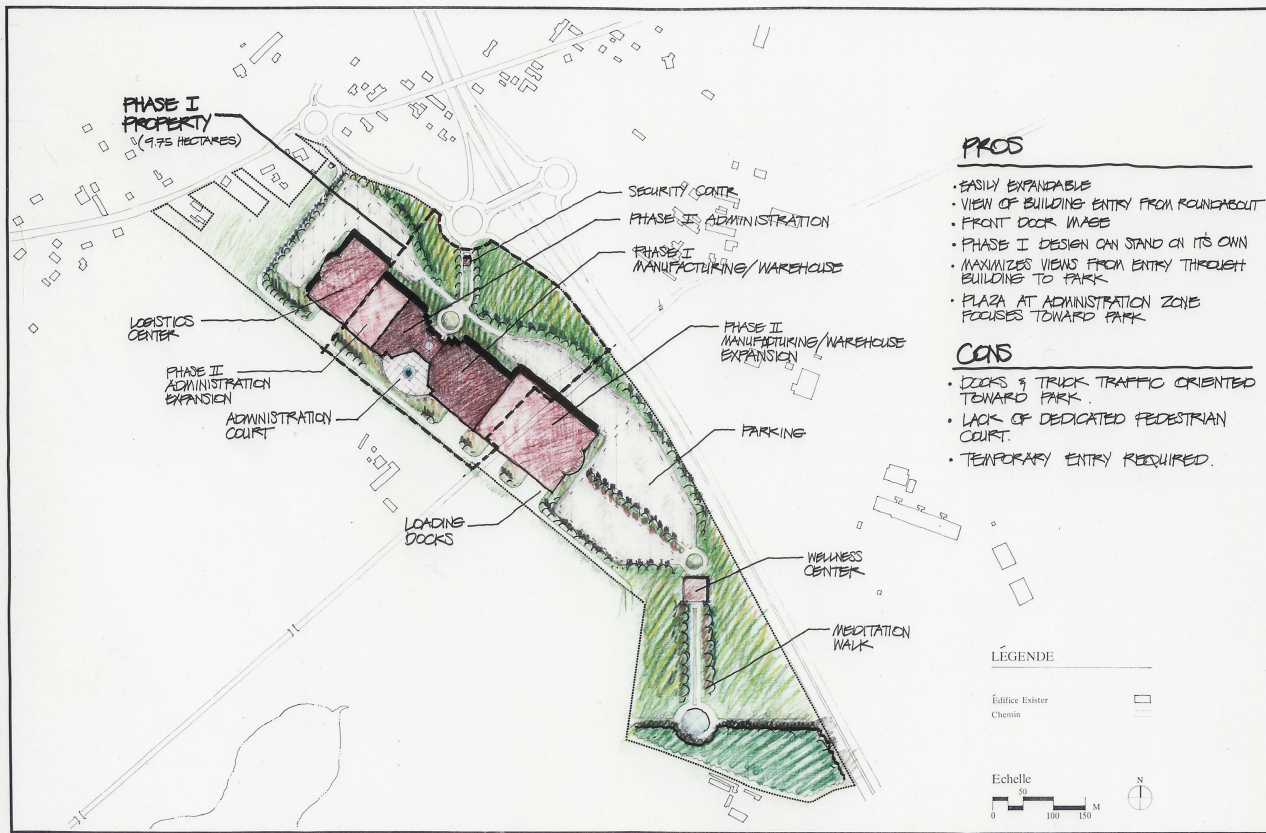 PHASE I
PROPERTY
(9.75 HECTARES)
SECURITY/CONTR
PHASE I ADMINISTRATION
PHASE I
MANUFACTURING/WAREHOUSE
LOGISTICS
CENTER
PHASE II
ADMINISTRATION
EXPANSION
ADMINISTRATION
COURT
PHASE II
MANUFACTURING/WAREHOUSE
EXPANSION
PARKING
LOADING
DOCKS
WELLNESS
CENTER
MEDITATION
WALK
PROS
• EASILY EXPANDABLE
• VIEW OF BUILDING ENTRY FROM ROUNDABOUT
• FRONT DOOR IMAGE
• PHASE I DESIGN CAN STAND ON IT'S OWN
• MAXIMIZES VIEWS FROM ENTRY THROUGH
BUILDING TO PARK
• PLAZA AT ADMINISTRATION ZONE
FOCUSES TOWARD PARK
CONS
• DOCKS & TRUCK TRAFFIC ORIENTED
TOWARD PARK.
• LACK OF DEDICATED PEDESTRIAN
COURT.
• TEMPORARY ENTRY REQUIRED.
LÉGENDE
Édifice Exister
Chemin
Echelle
50
0 100 150 M
N